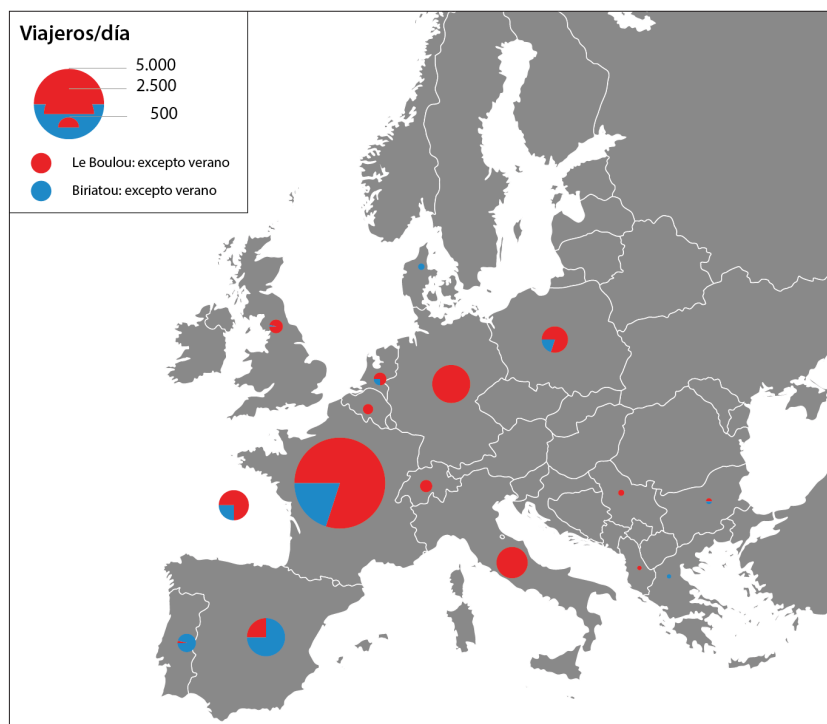 Viajeros/día
5.000
2.500
500
Le Boulou: excepto verano
Biriatou: excepto verano